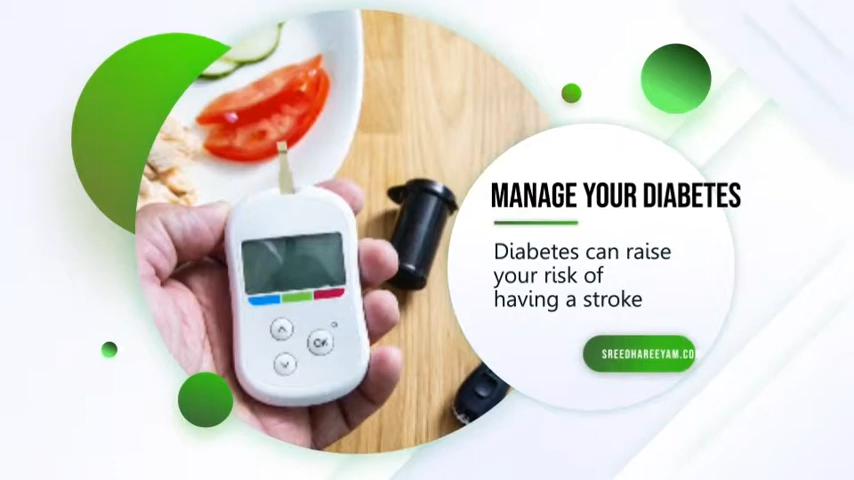 MANAGE YOUR DIABETES
Diabetes can raise
your risk of
having a stroke
SREEDHAREEYAM.CO
OK